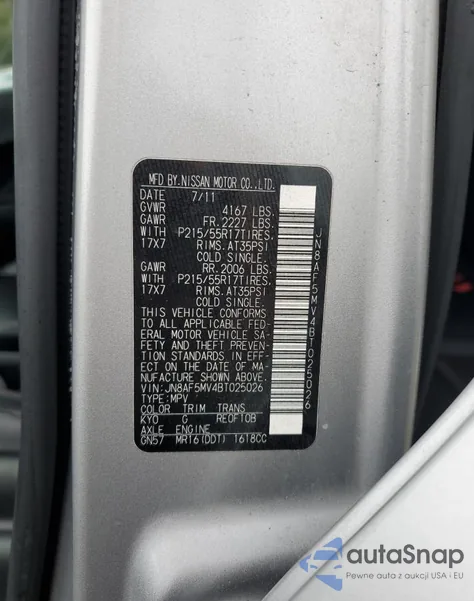 MFD BY.NISSAN MOTOR CO.,LTD.
DATE 7/11
GVWR 4167 LBS.
GAWR FR.2227 LBS.
WITH P215/55R17TIRES.
17X7 RIMS.AT35PSI
COLD SINGLE.
GAWR RR.2006 LBS.
WITH P215/55R17TIRES.
17X7 RIMS.AT35PSI
COLD SINGLE.
THIS VEHICLE CONFORMS
TO ALL APPLICABLE FED-
ERAL MOTOR VEHICLE SA-
FETY AND THEFT PREVEN-
TION STANDARDS IN EFF-
ECT ON THE DATE OF MA-
NUFACTURE SHOWN ABOVE.
VIN:JN8AF5MV4BT025026
TYPE:MPV
COLOR TRIM TRANS
KY0 G RE0F10B
AXLE ENGINE
GN57 MR16(DDT) 1618CC
JN8AF5MV4BT025026
autoSnap
Pewne auta z aukcji USA i EU